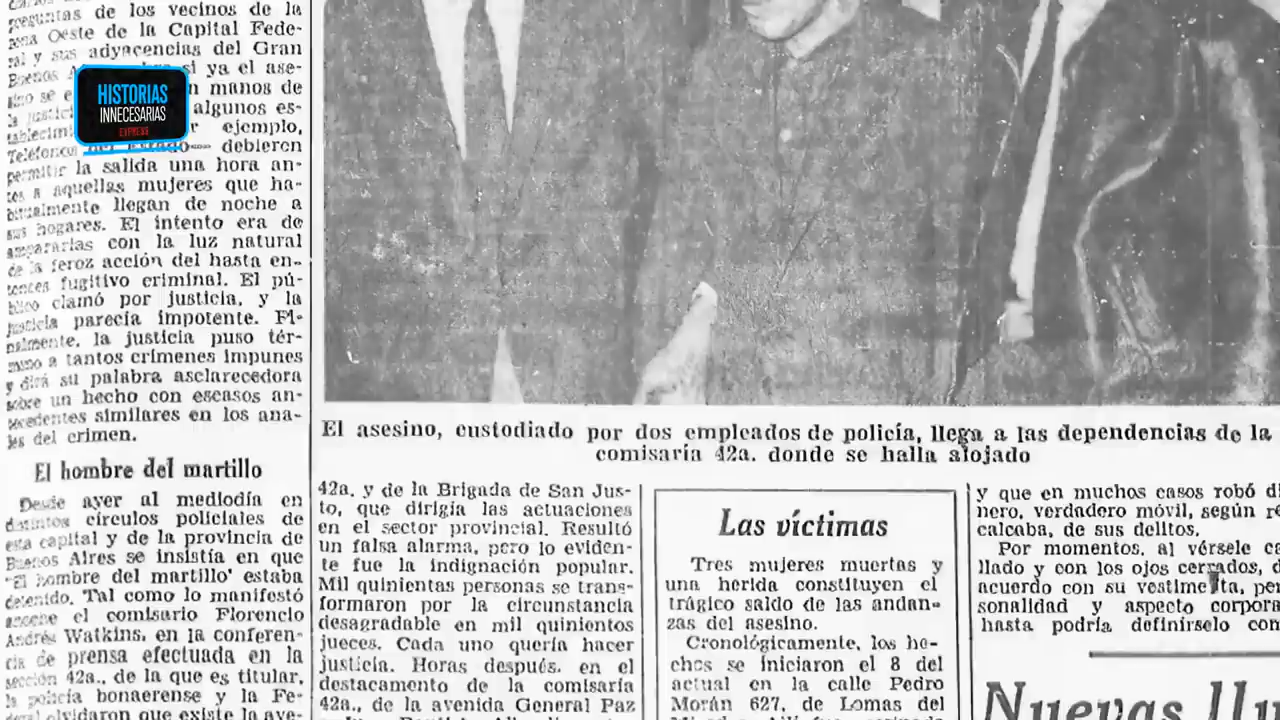 preguntas de los vecinos de la
zona Oeste de la Capital Fede-
ral y sus adyacencias del Gran
Buenos si ya el ase-
sino se e n manos de
la justici algunos es-
tablecimi r ejemplo,
Teléfonos del Estado— debieron
permitir la salida una hora an-
tes a aquellas mujeres que ha-
bitualmente llegan de noche a
sus hogares. El intento era de
ampararlas con la luz natural
de la feroz acción del hasta en-
tonces fugitivo criminal. El pú-
blico clamó por justicia, y la
justicia parecía impotente. Fi-
nalmente, la justicia puso tér-
mino a tantos crímenes impunes
y dirá su palabra asclarecedora
sobre un hecho con escasos an-
tecedentes similares en los ana-
les del crimen.
El hombre del martillo
Desde ayer al mediodía en
distintos círculos policiales de
esta capital y de la provincia de
Buenos Aires se insistía en que
"El hombre del martillo' estaba
detenido. Tal como lo manifestó
anoche el comisario Florencio
Andrés Watkins, en la conferen-
cia de prensa efectuada en la
sección 42a., de la que es titular,
la policía bonaerense y la Fe-
deral olvidaron que existe la ave-
HISTORIAS
INNECESARIAS
EXPRESS
El asesino, custodiado por dos empleados de policía, llega a las dependencias de la
comisaría 42a. donde se halla alojado
42a. y de la Brigada de San Jus-
to, que dirigía las actuaciones
en el sector provincial. Resultó
un falsa alarma, pero lo eviden-
te fue la indignación popular.
Mil quinientas personas se trans-
formaron por la circunstancia
desagradable en mil quinientos
jueces. Cada uno quería hacer
justicia. Horas después, en el
destacamento de la comisaría
42a., de la avenida General Paz
Las víctimas
Tres mujeres muertas y
una herida constituyen el
trágico saldo de las andan-
zas del asesino.
Cronológicamente, los he-
chos se iniciaron el 8 del
actual en la calle Pedro
Morán 627, de Lomas del
y que en muchos casos robó di
nero, verdadero móvil, según re
calcaba, de sus delitos.
Por momentos, al vérsele ca
llado y con los ojos cerrados, d
acuerdo con su vestimenta, per
sonalidad y aspecto corpora
hasta podría definírselo com
Nuevas llu